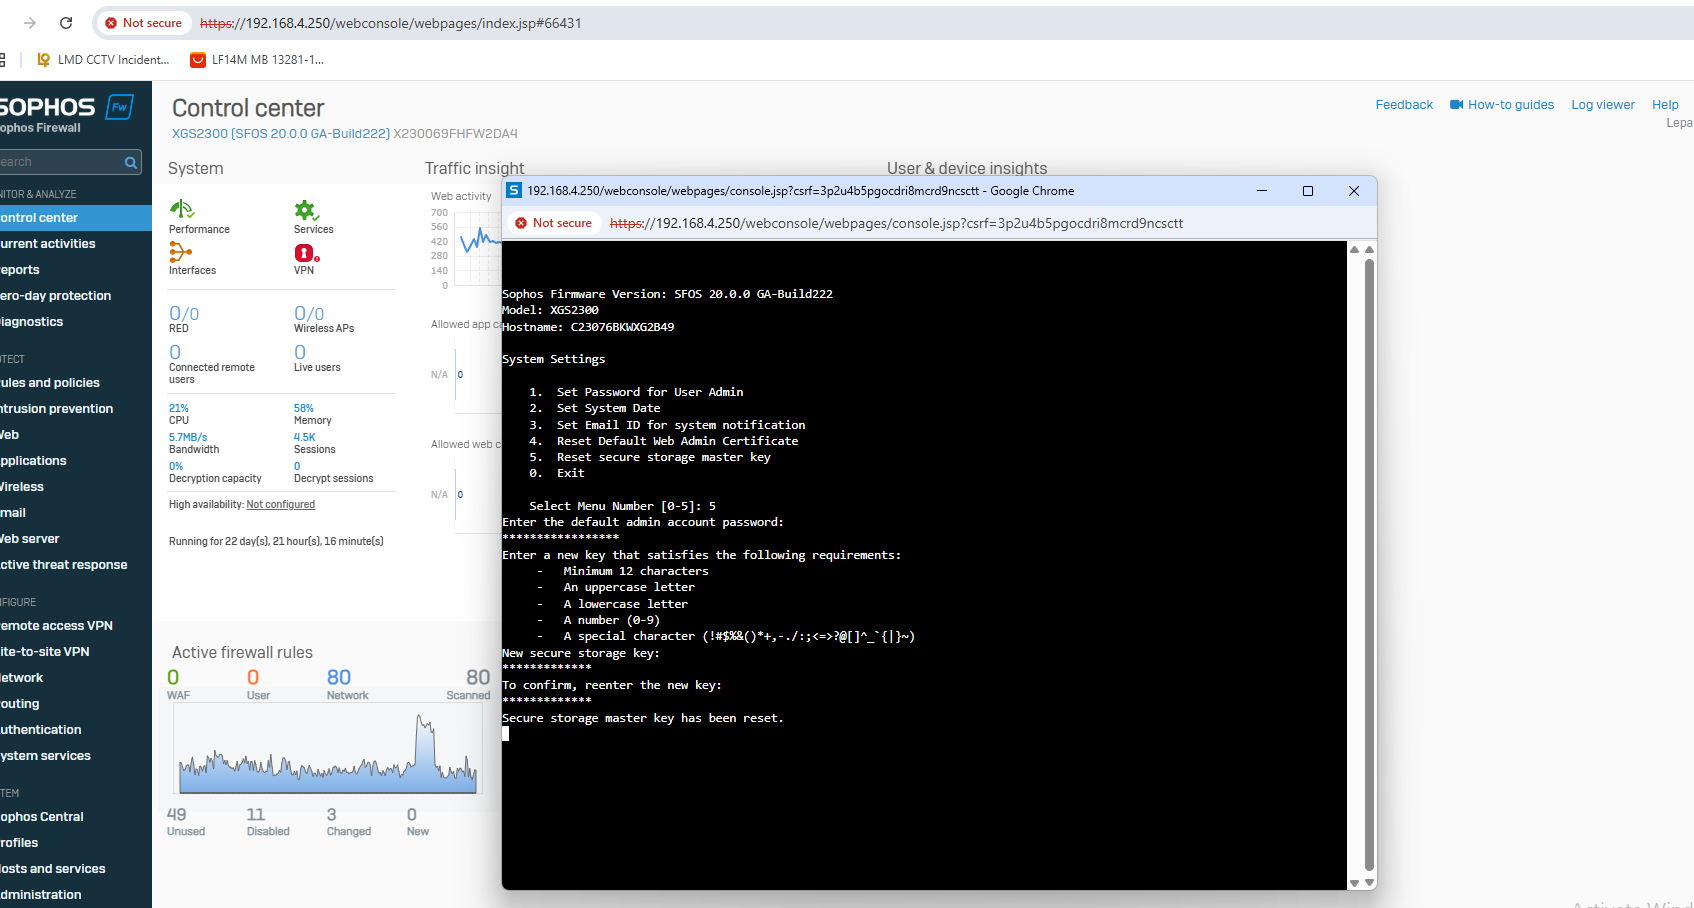 Not secure https://192.168.4.250/webconsole/webpages/index.jsp#66431
LMD CCTV Incident... LF14M MB 13281-1...
SOPHOS Fw
ophos Firewall
earch
NITOR & ANALYZE
ontrol center
urrent activities
eports
ero-day protection
iagnostics
OTECT
ules and policies
ntrusion prevention
Web
pplications
Wireless
mail
Web server
ctive threat response
NFIGURE
emote access VPN
ite-to-site VPN
etwork
outing
uthentication
ystem services
TEM
ophos Central
rofiles
osts and services
dministration
Control center
XGS2300 (SFOS 20.0.0 GA-Build222) X230069FHFW2DA4
Feedback How-to guides Log viewer Help
Lepa
System
Performance Services
Interfaces VPN
0/0 0/0
RED Wireless APs
0 0
Connected remote users Live users
21% 58%
CPU Memory
5.7MB/s 4.5K
Bandwidth Sessions
0% 0
Decryption capacity Decrypt sessions
High availability: Not configured
Running for 22 day(s), 21 hour(s), 16 minute(s)
Traffic insight
Web activity
700
560
420
280
140
0
Allowed app ca
N/A 0
Allowed web c
N/A 0
User & device insights
Active firewall rules
0 0 80 80
WAF User Network Scanned
49 11 3 0
Unused Disabled Changed New
192.168.4.250/webconsole/webpages/console.jsp?csrf=3p2u4b5pgocdri8mcrd9ncsctt - Google Chrome
Not secure https://192.168.4.250/webconsole/webpages/console.jsp?csrf=3p2u4b5pgocdri8mcrd9ncsctt
Sophos Firmware Version: SFOS 20.0.0 GA-Build222
Model: XGS2300
Hostname: C23076BKWXG2B49
System Settings
1. Set Password for User Admin
2. Set System Date
3. Set Email ID for system notification
4. Reset Default Web Admin Certificate
5. Reset secure storage master key
0. Exit
Select Menu Number [0-5]: 5
Enter the default admin account password:
*****************
Enter a new key that satisfies the following requirements:
- Minimum 12 characters
- An uppercase letter
- A lowercase letter
- A number (0-9)
- A special character (!#$%&()*+,-./:;<=>?@[]^_`{|}~)
New secure storage key:
*************
To confirm, reenter the new key:
*************
Secure storage master key has been reset.